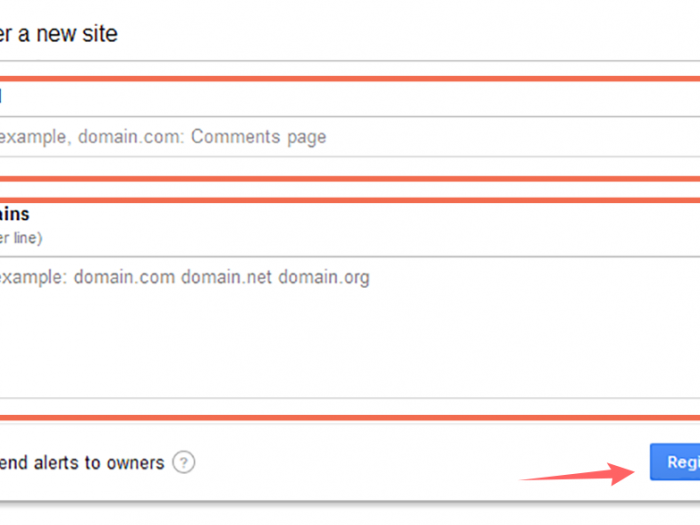 er a new site
l
example, domain.com: Comments page
ains
er line)
example: domain.com domain.net domain.org
end alerts to owners ?
Regi